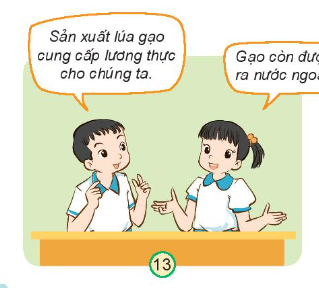 Sản xuất lúa gạo
cung cấp lương thực
cho chúng ta.
Gạo còn
ra nước
13